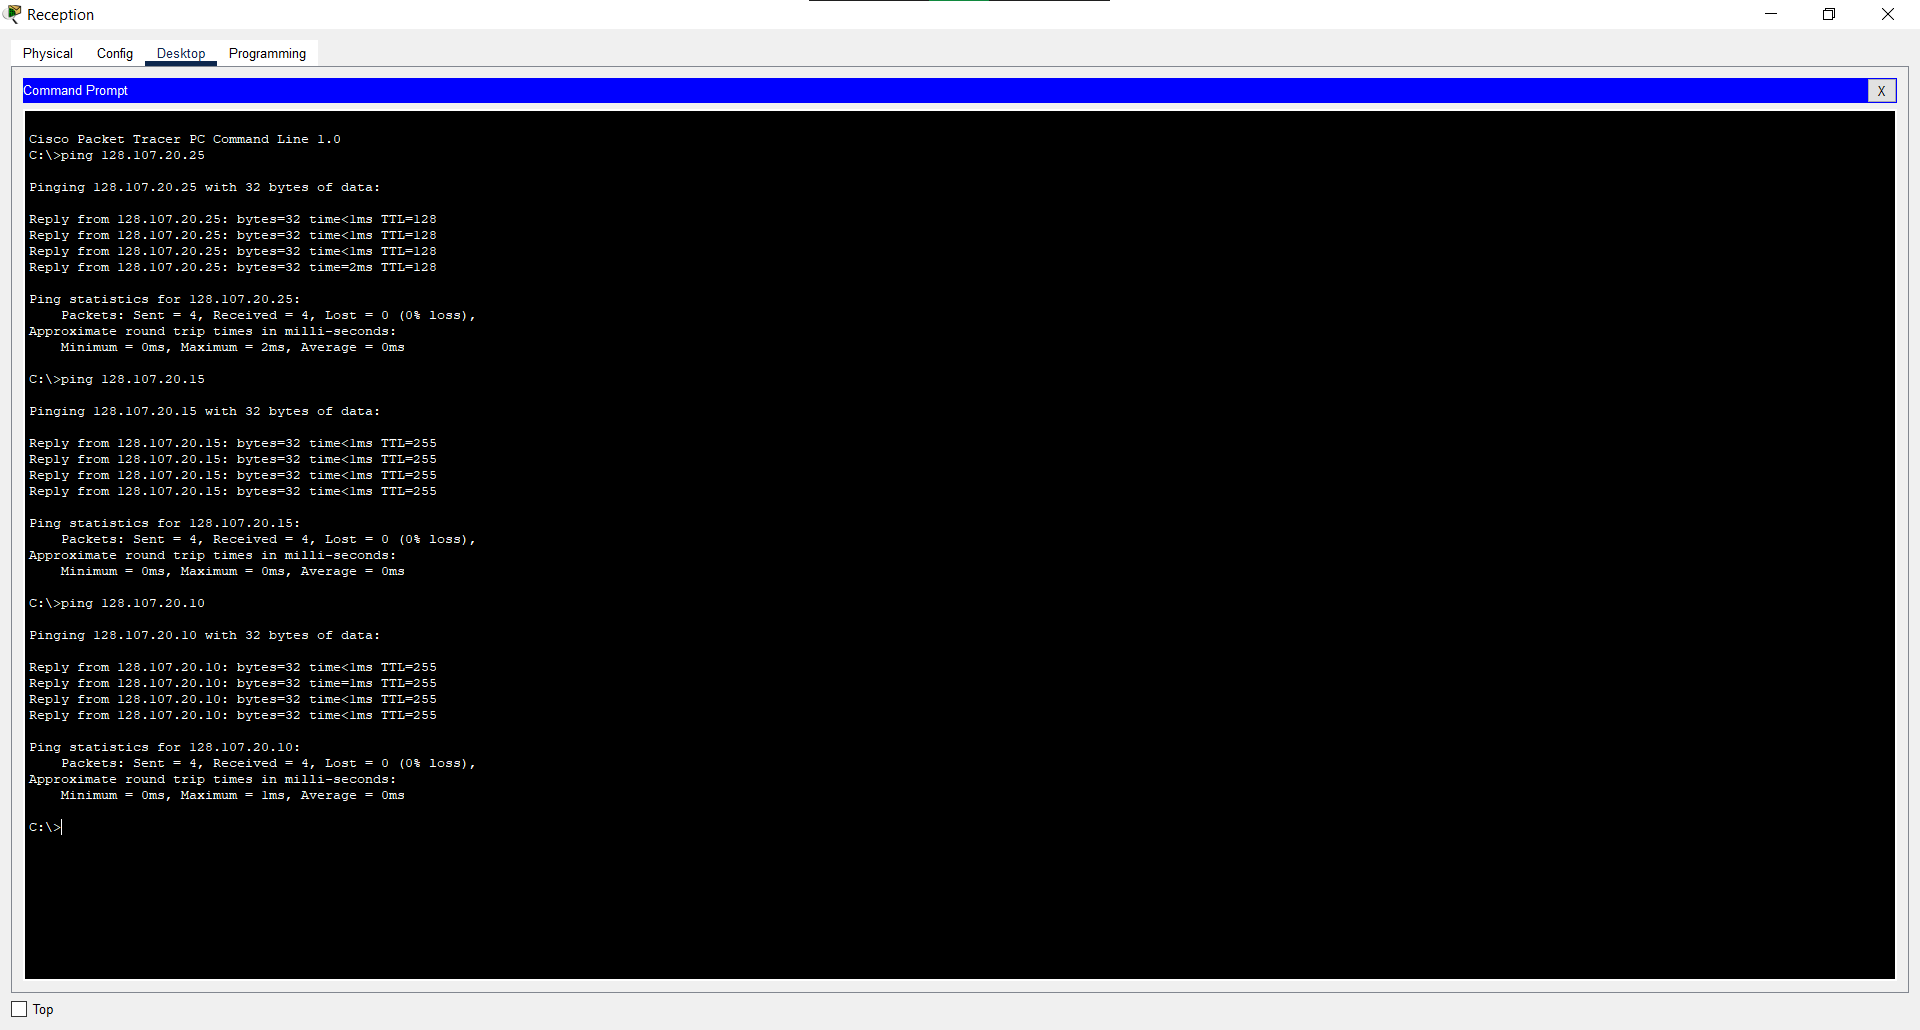 Reception
Physical Config Desktop Programming
Command Prompt
X
Cisco Packet Tracer PC Command Line 1.0
C:\>ping 128.107.20.25
Pinging 128.107.20.25 with 32 bytes of data:
Reply from 128.107.20.25: bytes=32 time<1ms TTL=128
Reply from 128.107.20.25: bytes=32 time<1ms TTL=128
Reply from 128.107.20.25: bytes=32 time<1ms TTL=128
Reply from 128.107.20.25: bytes=32 time=2ms TTL=128
Ping statistics for 128.107.20.25:
Packets: Sent = 4, Received = 4, Lost = 0 (0% loss),
Approximate round trip times in milli-seconds:
Minimum = 0ms, Maximum = 2ms, Average = 0ms
C:\>ping 128.107.20.15
Pinging 128.107.20.15 with 32 bytes of data:
Reply from 128.107.20.15: bytes=32 time<1ms TTL=255
Reply from 128.107.20.15: bytes=32 time<1ms TTL=255
Reply from 128.107.20.15: bytes=32 time<1ms TTL=255
Reply from 128.107.20.15: bytes=32 time<1ms TTL=255
Ping statistics for 128.107.20.15:
Packets: Sent = 4, Received = 4, Lost = 0 (0% loss),
Approximate round trip times in milli-seconds:
Minimum = 0ms, Maximum = 0ms, Average = 0ms
C:\>ping 128.107.20.10
Pinging 128.107.20.10 with 32 bytes of data:
Reply from 128.107.20.10: bytes=32 time<1ms TTL=255
Reply from 128.107.20.10: bytes=32 time=1ms TTL=255
Reply from 128.107.20.10: bytes=32 time<1ms TTL=255
Reply from 128.107.20.10: bytes=32 time<1ms TTL=255
Ping statistics for 128.107.20.10:
Packets: Sent = 4, Received = 4, Lost = 0 (0% loss),
Approximate round trip times in milli-seconds:
Minimum = 0ms, Maximum = 1ms, Average = 0ms
C:\>
Top